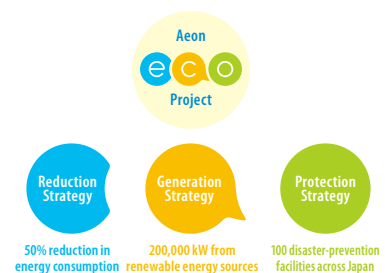 Aeon
eco
Project
Reduction
Strategy
Generation
Strategy
Protection
Strategy
50% reduction in
energy consumption
200,000 kW from
renewable energy sources
100 disaster-prevention
facilities across Japan